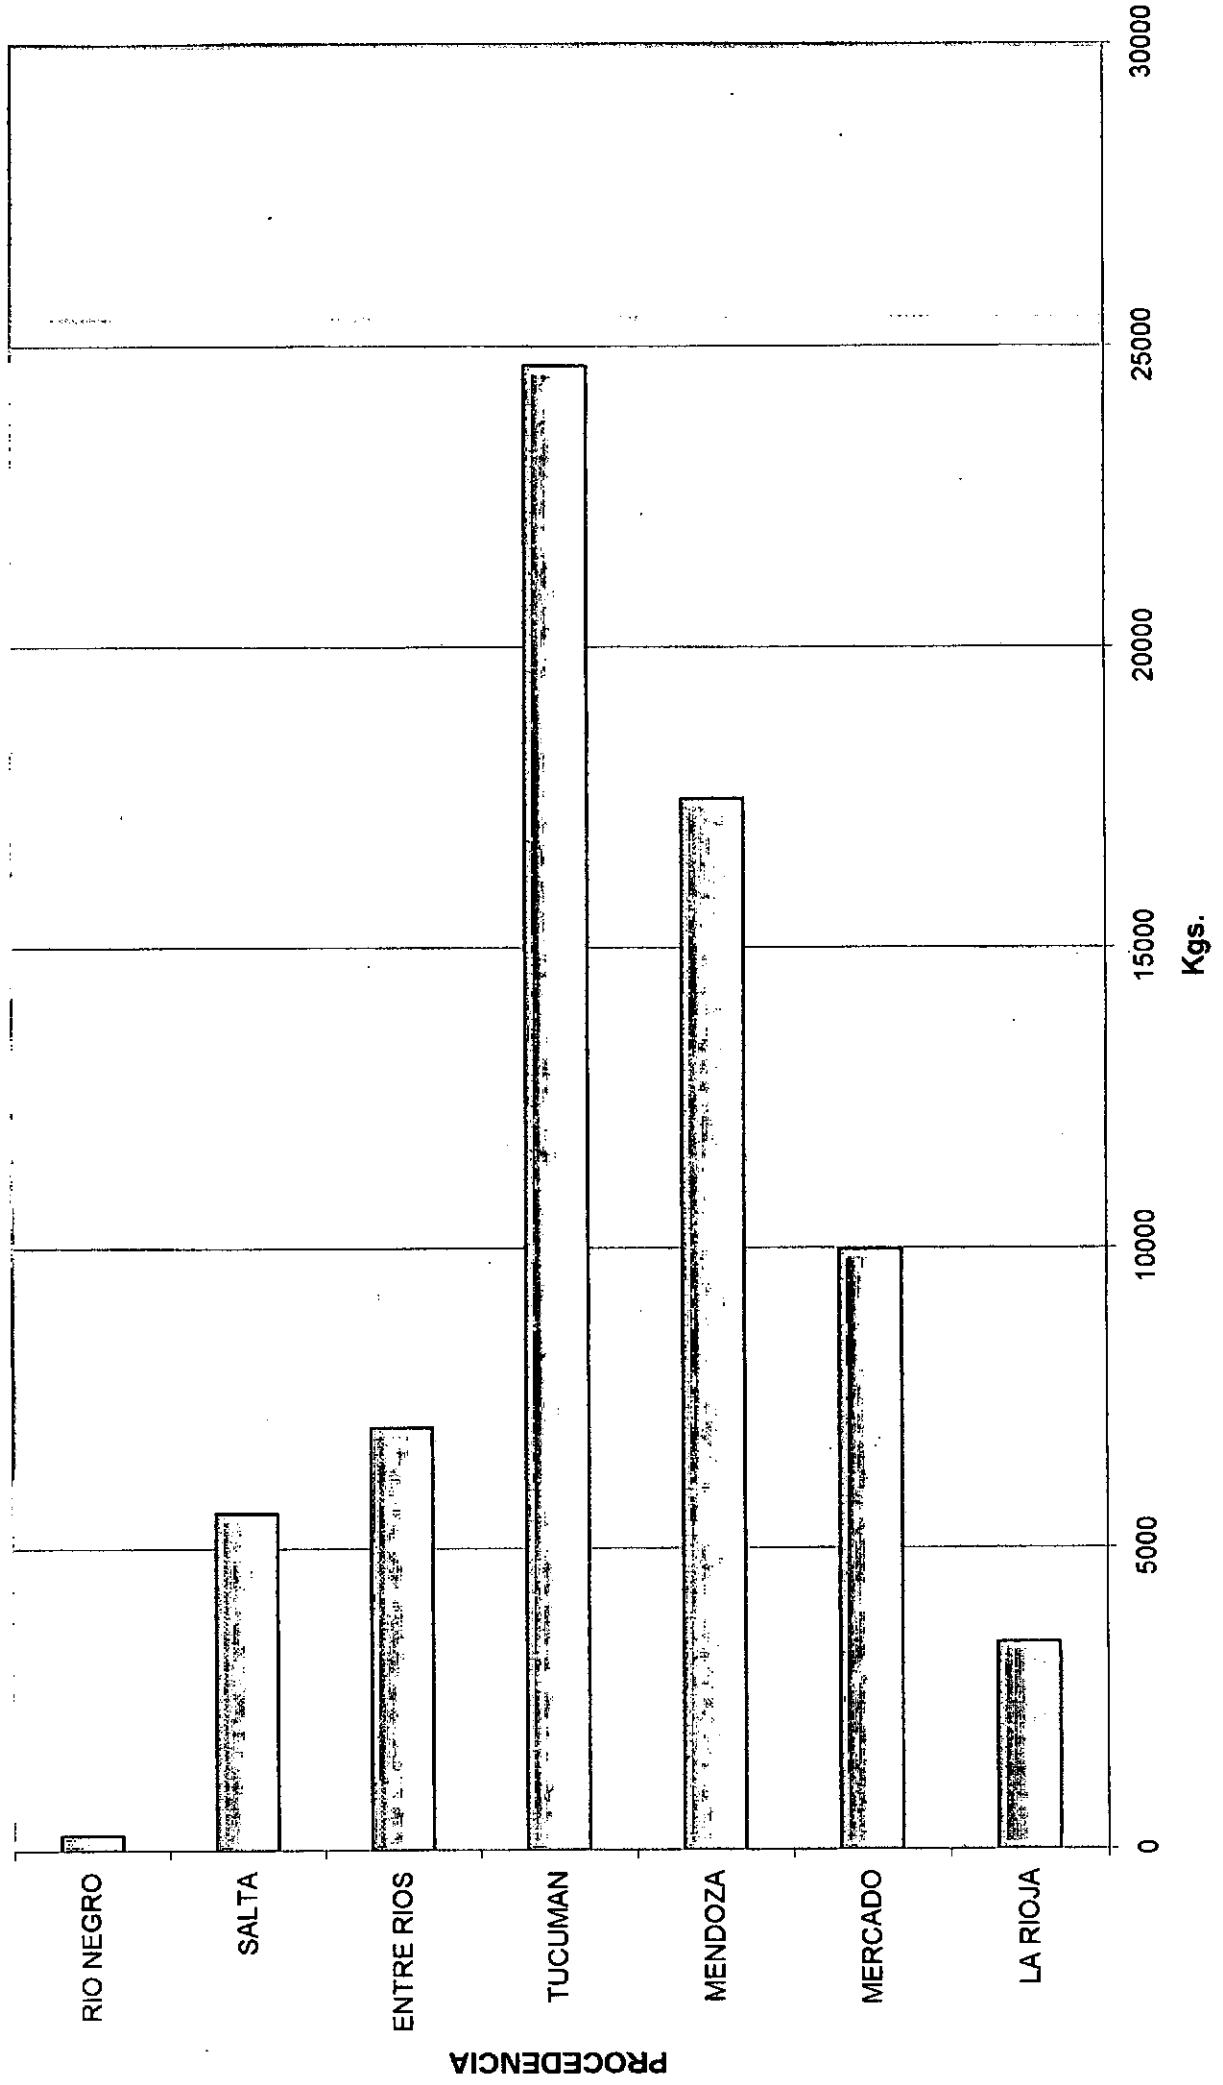 PROCEDENCIA
RIO NEGRO
SALTA
ENTRE RIOS
TUCUMAN
MENDOZA
MERCADO
LA RIOJA
0
5000
10000
15000
20000
25000
30000
Kgs.